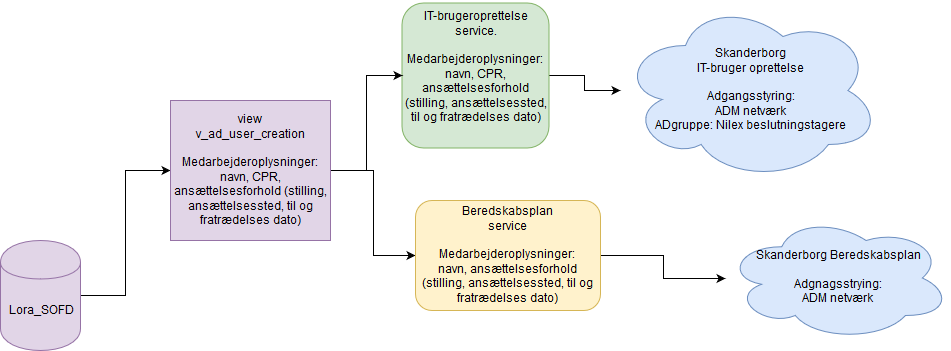 Lora_SOFD
view
v_ad_user_creation
Medarbejderoplysninger:
navn, CPR,
ansættelsesforhold (stilling,
ansættelsessted, til og
fratrædelses dato)
IT-brugeroprettelse
service.
Medarbejderoplysninger:
navn, CPR,
ansættelsesforhold
(stilling, ansættelsessted,
til og fratrædelses dato)
Skanderborg
IT-bruger oprettelse
Adgangsstyring:
ADM netværk
ADgruppe: Nilex beslutningstagere
Beredskabsplan
service
Medarbejderoplysninger:
navn, ansættelsesforhold
(stilling, ansættelsessted, til og
fratrædelses dato)
Skanderborg Beredskabsplan
Adgnagsstrying:
ADM netværk